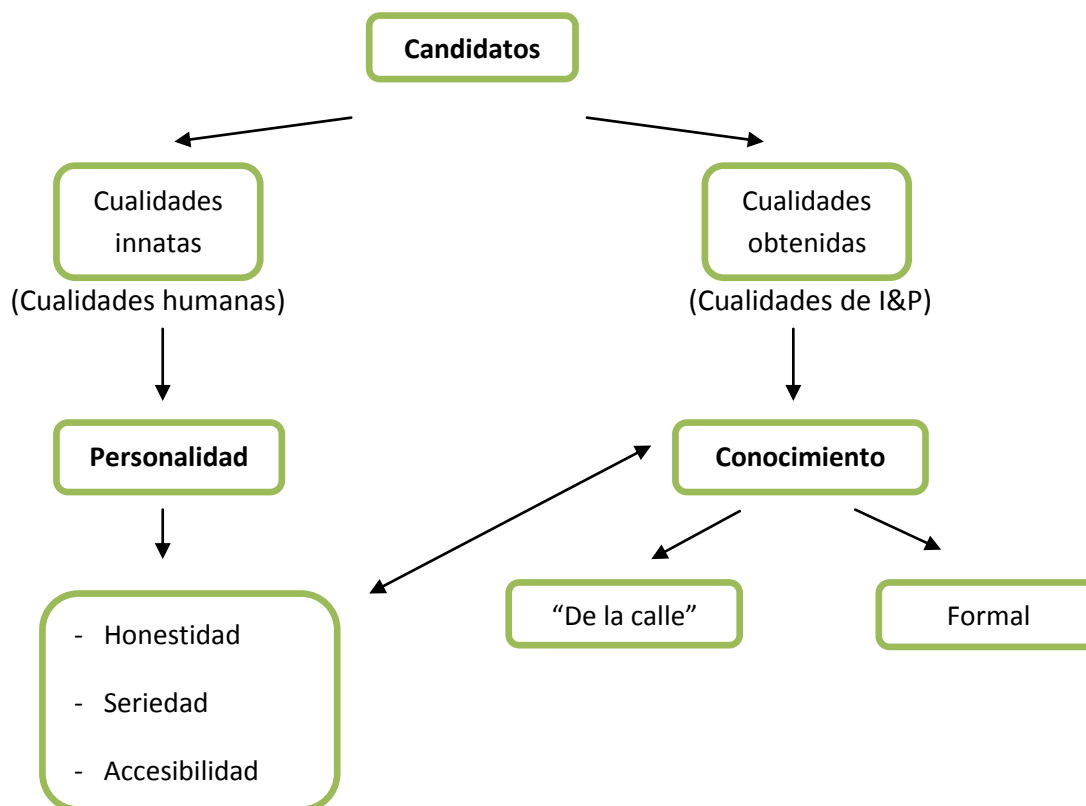 Candidatos
Cualidades
innatas
Cualidades
obtenidas
(Cualidades humanas)
(Cualidades de I&P)
Personalidad
Conocimiento
“De la calle”
Formal
- Honestidad
- Seriedad
- Accesibilidad